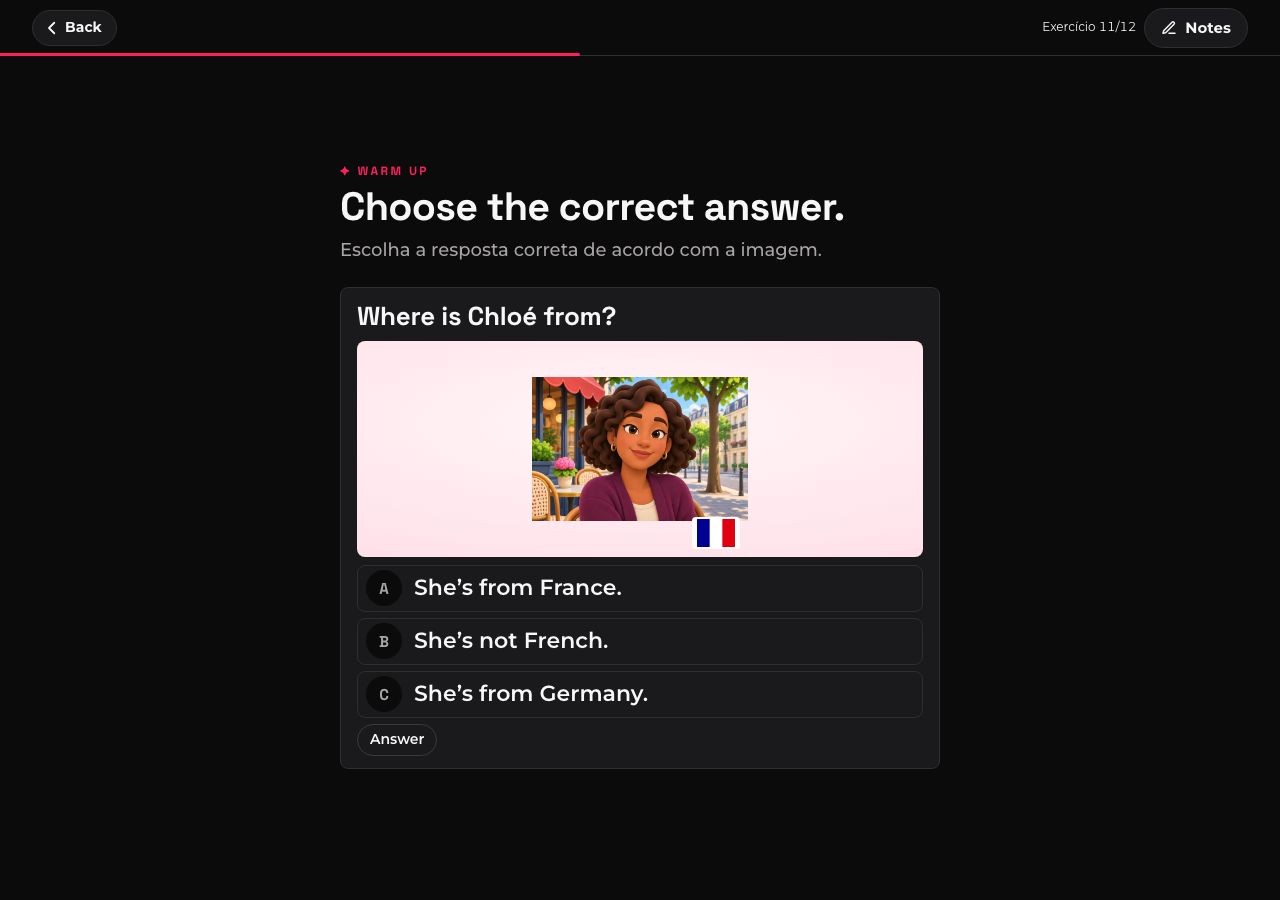 Back
Exercício 11/12
Notes
WARM UP
Choose the correct answer.
Escolha a resposta correta de acordo com a imagem.
Where is Chloé from?
A She’s from France.
B She’s not French.
C She’s from Germany.
Answer